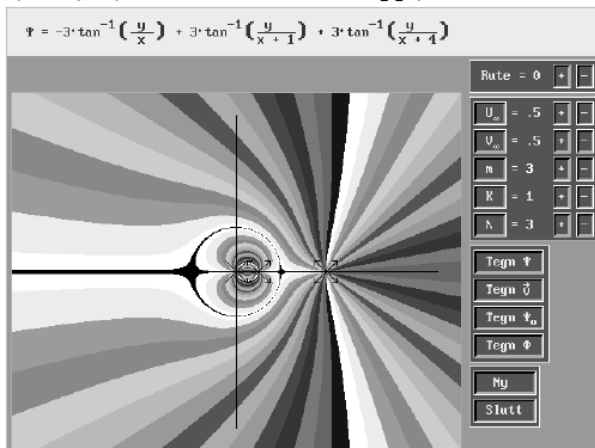 Ψ = -3·tan⁻¹(y/x) + 3·tan⁻¹(y/(x + 1)) + 3·tan⁻¹(y/(x + 4))
Rute = 0 + -
U∞ = .5 + -
V∞ = .5 + -
m = 3 + -
K = 1 + -
Λ = 3 + -
Tegn Ψ
Tegn Ʊ⃗
Tegn Ψ₀
Tegn Φ
Ny
Slutt